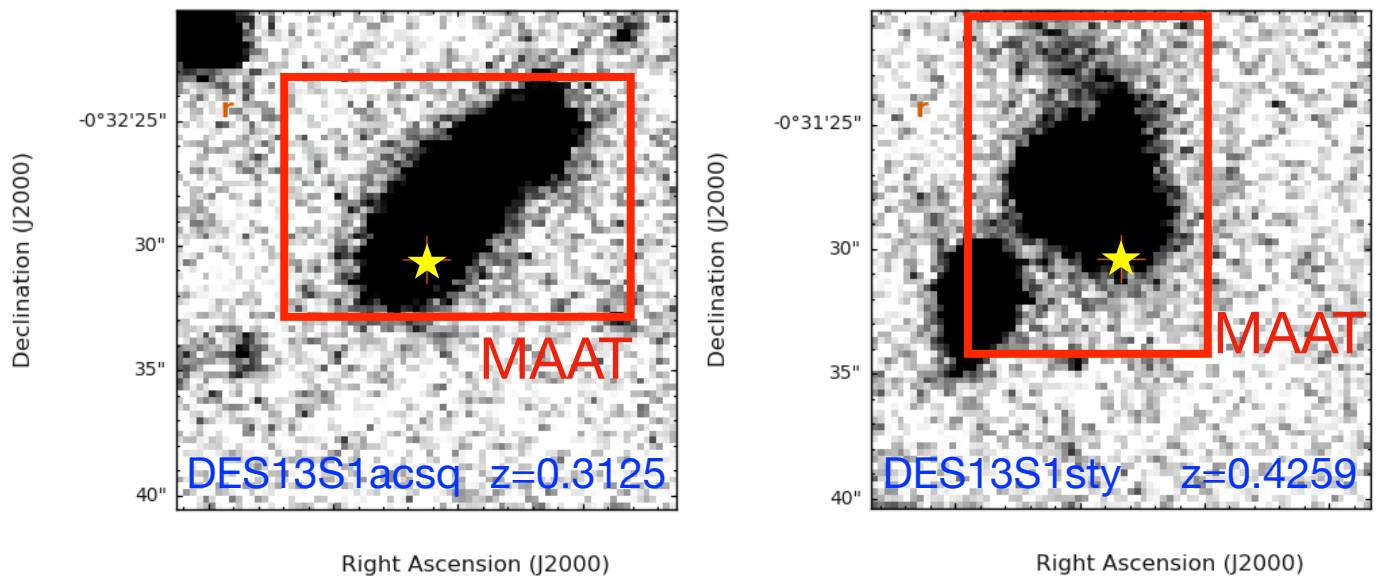 Declination (J2000)
r
-0°32'25"
30"
35"
40"
MAAT
DES13S1acsq z=0.3125
Right Ascension (J2000)
Declination (J2000)
r
-0°31'25"
30"
35"
40"
MAAT
DES13S1sty z=0.4259
Right Ascension (J2000)